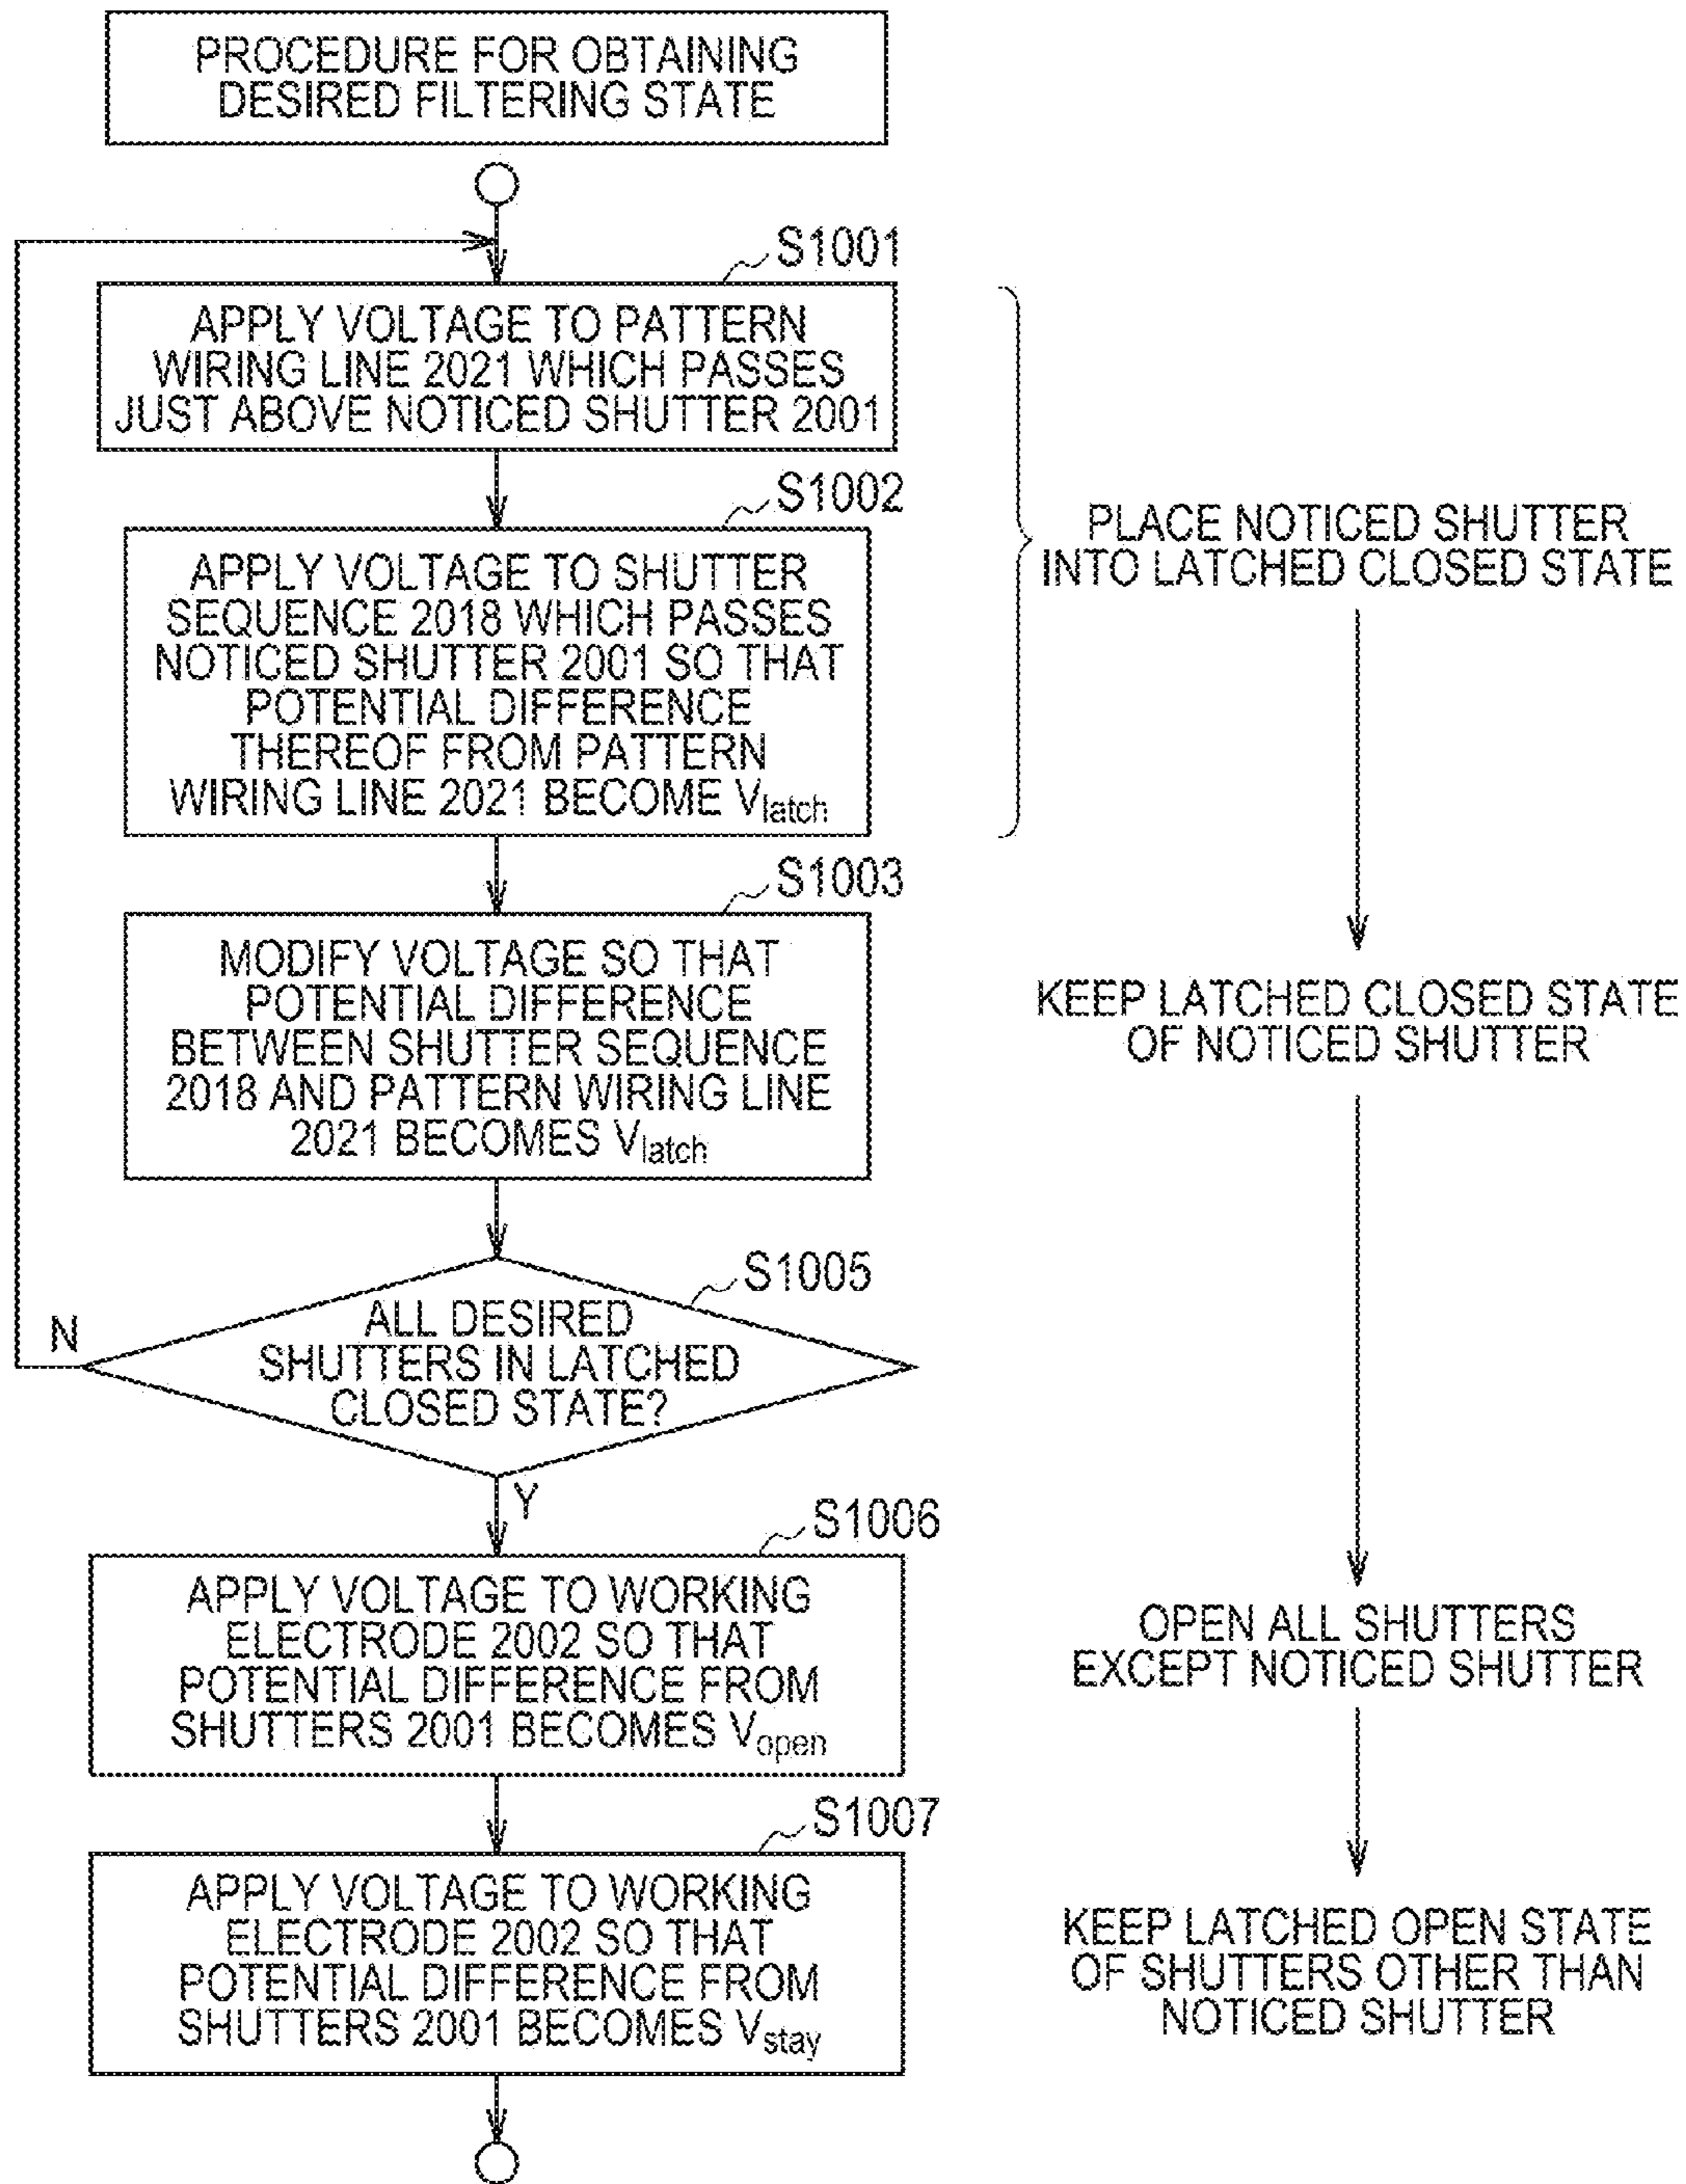 PROCEDURE FOR OBTAINING
DESIRED FILTERING STATE
S1001
APPLY VOLTAGE TO PATTERN
WIRING LINE 2021 WHICH PASSES
JUST ABOVE NOTICED SHUTTER 2001
S1002
APPLY VOLTAGE TO SHUTTER
SEQUENCE 2018 WHICH PASSES
NOTICED SHUTTER 2001 SO THAT
POTENTIAL DIFFERENCE
THEREOF FROM PATTERN
WIRING LINE 2021 BECOME Vlatch
PLACE NOTICED SHUTTER
INTO LATCHED CLOSED STATE
S1003
MODIFY VOLTAGE SO THAT
POTENTIAL DIFFERENCE
BETWEEN SHUTTER SEQUENCE
2018 AND PATTERN WIRING LINE
2021 BECOMES Vlatch
KEEP LATCHED CLOSED STATE
OF NOTICED SHUTTER
S1005
ALL DESIRED
SHUTTERS IN LATCHED
CLOSED STATE?
N
Y
S1006
APPLY VOLTAGE TO WORKING
ELECTRODE 2002 SO THAT
POTENTIAL DIFFERENCE FROM
SHUTTERS 2001 BECOMES Vopen
OPEN ALL SHUTTERS
EXCEPT NOTICED SHUTTER
S1007
APPLY VOLTAGE TO WORKING
ELECTRODE 2002 SO THAT
POTENTIAL DIFFERENCE FROM
SHUTTERS 2001 BECOMES Vstay
KEEP LATCHED OPEN STATE
OF SHUTTERS OTHER THAN
NOTICED SHUTTER